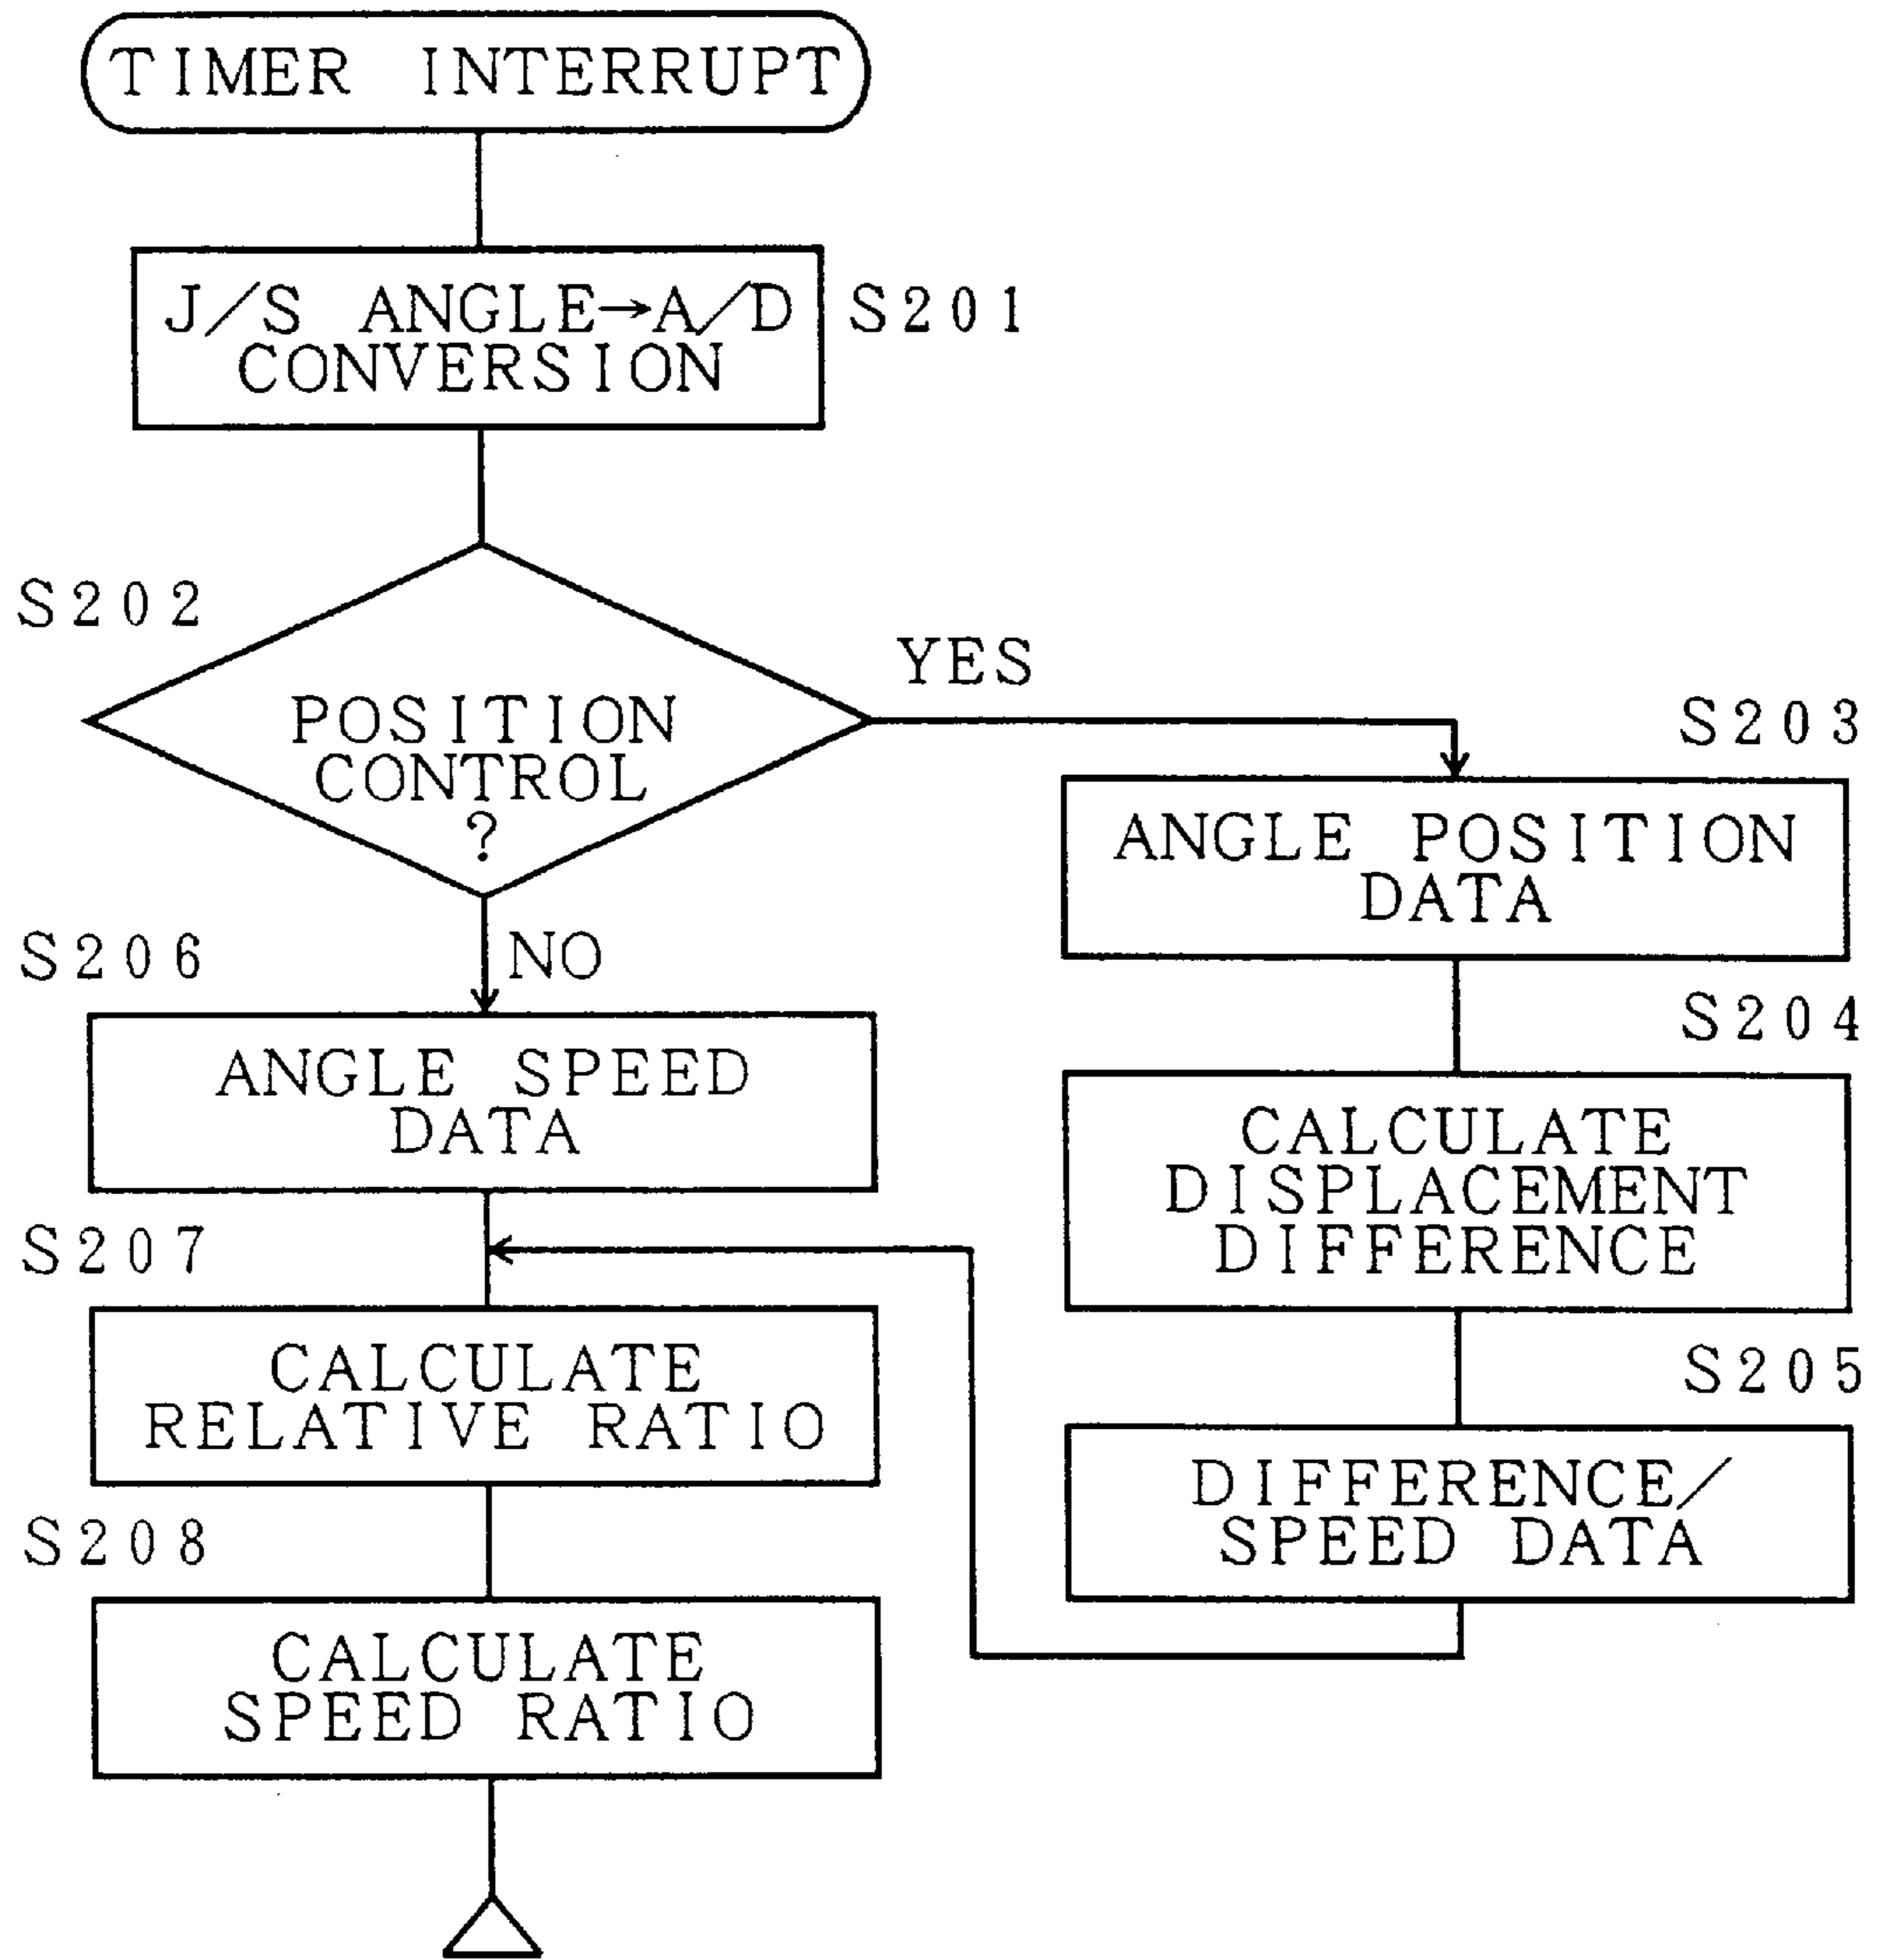 TIMER INTERRUPT
J/S ANGLE→A/D
CONVERSION
S201
S202
POSITION
CONTROL
?
YES
NO
S203
ANGLE POSITION
DATA
S204
CALCULATE
DISPLACEMENT
DIFFERENCE
S205
DIFFERENCE/
SPEED DATA
S206
ANGLE SPEED
DATA
S207
CALCULATE
RELATIVE RATIO
S208
CALCULATE
SPEED RATIO